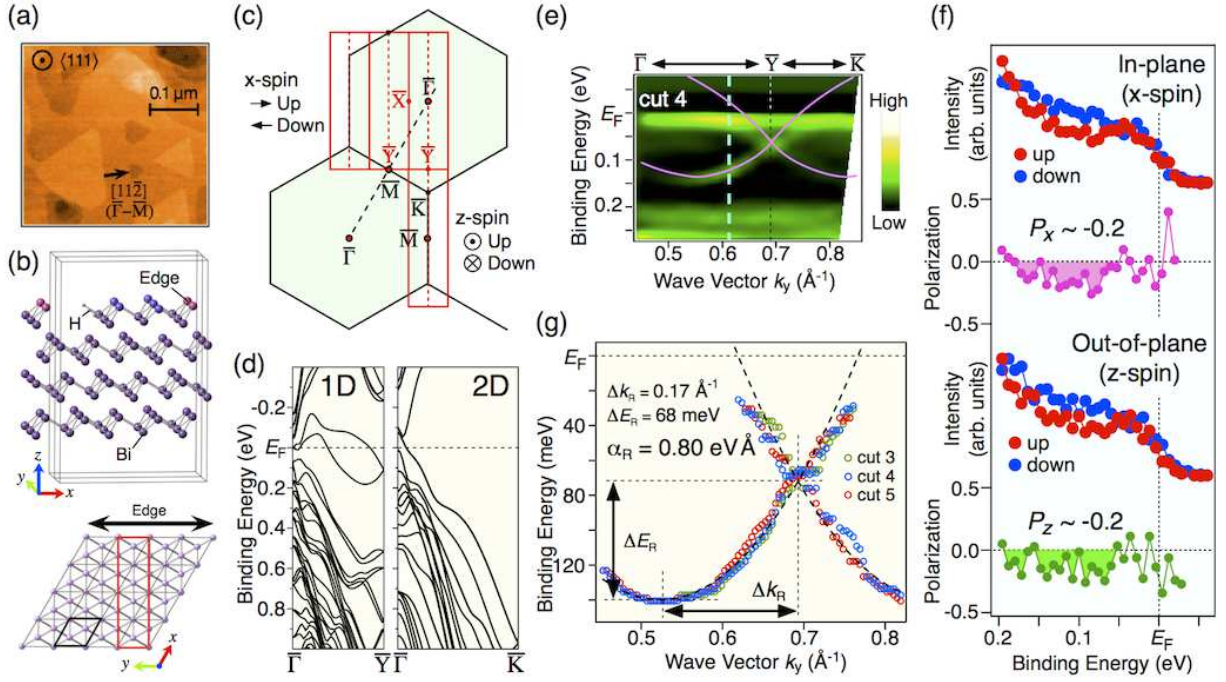 (a)
⟨111⟩
0.1 μm
[112̅]
(Γ̅–M̅)
(b)
Edge
H
Bi
z
y
x
Edge
y
x
(c)
x-spin
Up
Down
Γ̅
X̅
Y̅
Y̅
M̅
K̅
M̅
Γ̅
z-spin
Up
Down
(d)
1D
2D
Binding Energy (eV)
-0.2
E_F
0.2
0.4
0.6
0.8
Γ̅
Y̅
Γ̅
K̅
(e)
Γ̅
Y̅
K̅
cut 4
Binding Energy (eV)
E_F
0.1
0.2
0.5
0.6
0.7
0.8
Wave Vector k_y (Å⁻¹)
High
Low
(g)
E_F
Δk_R = 0.17 Å⁻¹
ΔE_R = 68 meV
α_R = 0.80 eV Å
cut 3
cut 4
cut 5
ΔE_R
Δk_R
Binding Energy (meV)
40
80
120
0.5
0.6
0.7
0.8
Wave Vector k_y (Å⁻¹)
(f)
In-plane
(x-spin)
Intensity
(arb. units)
up
down
0.5
P_x ~ -0.2
0.0
-0.5
Polarization
Out-of-plane
(z-spin)
Intensity
(arb. units)
up
down
0.5
P_z ~ -0.2
0.0
-0.5
Polarization
0.2
0.1
E_F
Binding Energy (eV)